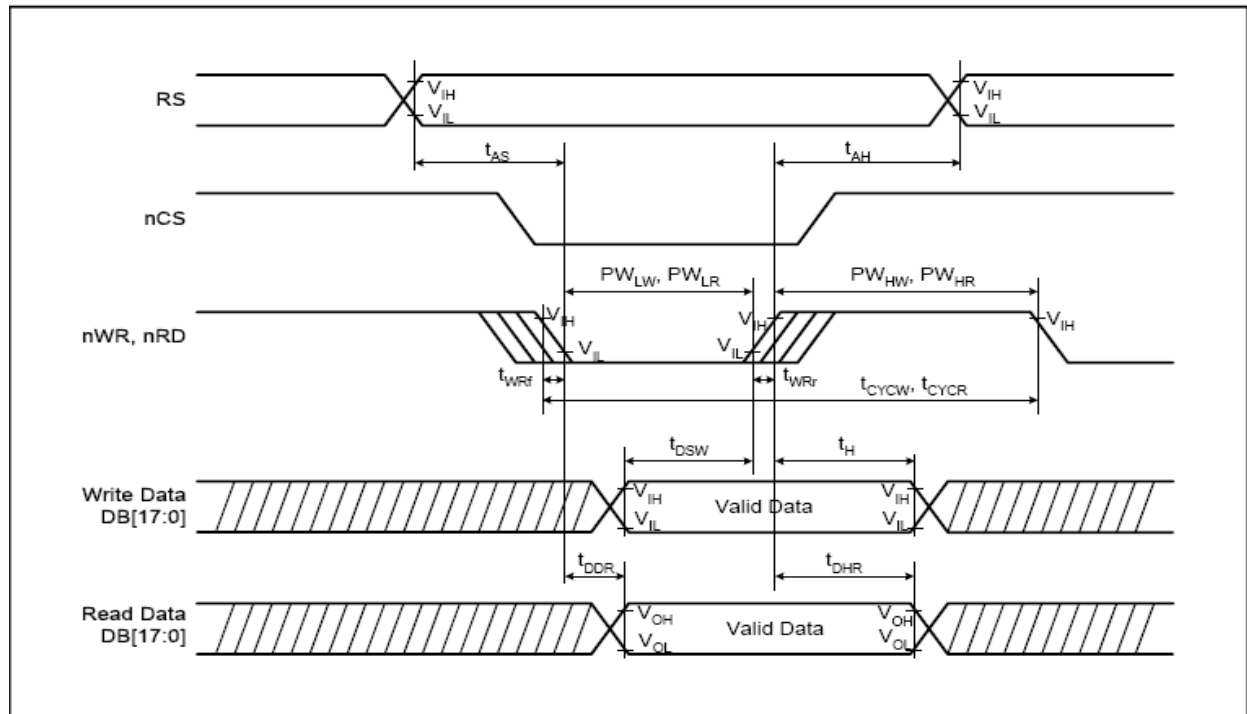 RS
V_IH
V_IL
V_IH
V_IL
t_AS
t_AH
nCS
PW_LW, PW_LR
PW_HW, PW_HR
nWR, nRD
V_IH
V_IL
V_IH
V_IL
V_IH
t_WRf
t_WRr
t_CYCW, t_CYCR
t_DSW
t_H
Write Data
DB[17:0]
V_IH
V_IL
Valid Data
V_IH
V_IL
t_DDR
t_DHR
Read Data
DB[17:0]
V_OH
V_OL
Valid Data
V_OH
V_OL